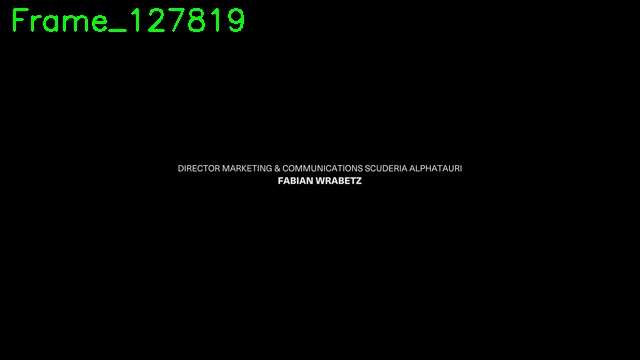 Frame_127819
DIRECTOR MARKETING & COMMUNICATIONS SCUDERIA ALPHATAURI
FABIAN WRABETZ